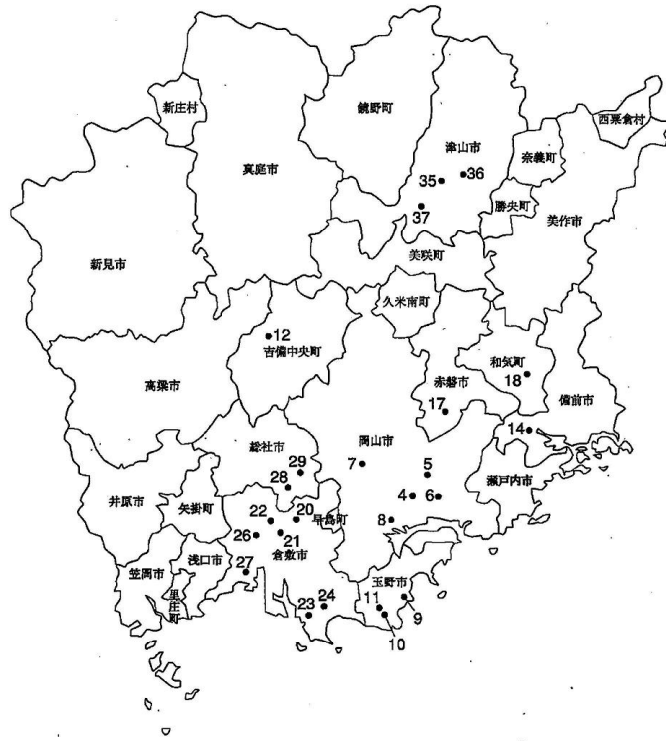 新庄村
真庭市
鏡野町
津山市
西粟倉村
奈義町
35
36
勝央町
37
美作市
新見市
美咲町
久米南町
12
吉備中央町
高梁市
和気町
18
赤磐市
備前市
17
14
総社市
岡山市
29
7
5
瀬戸内市
28
4
6
井原市
矢掛町
22
20
早島町
8
26
21
倉敷市
浅口市
27
笠岡市
里庄町
玉野市
24
11
23
9
10